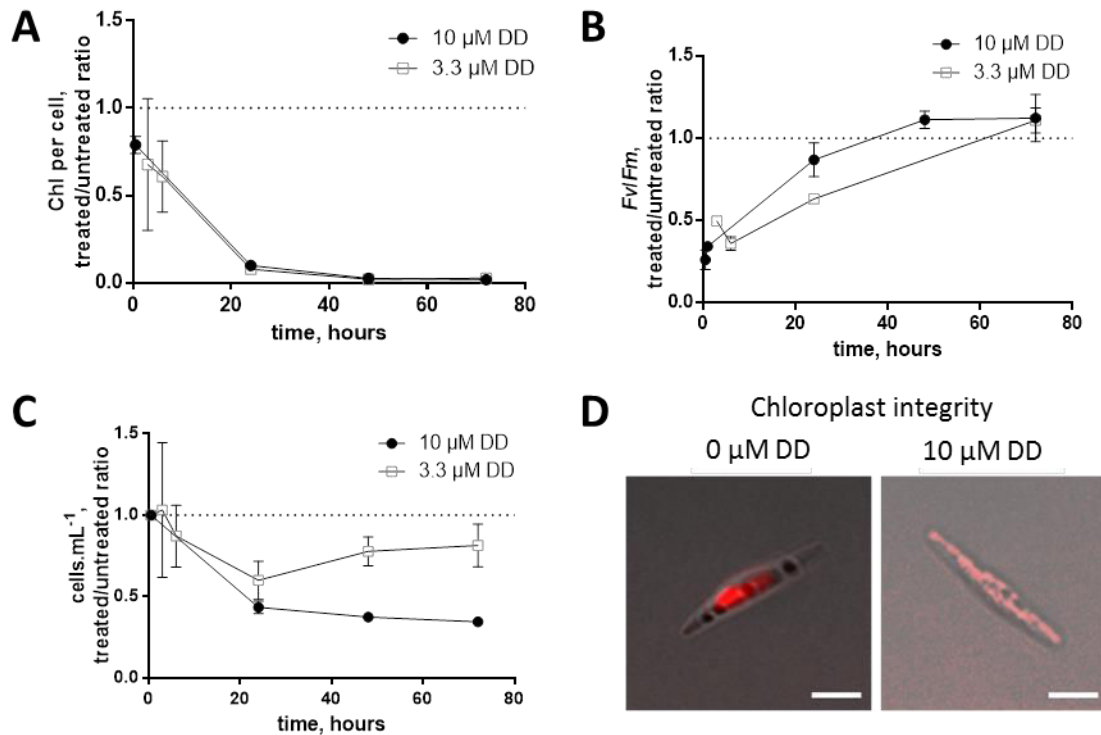 A
Chl per cell,
treated/untreated ratio
1.5
1.0
0.5
0.0
0 20 40 60 80
time, hours
10 µM DD
3.3 µM DD
B
Fv/Fm,
treated/untreated ratio
1.5
1.0
0.5
0.0
0 20 40 60 80
time, hours
10 µM DD
3.3 µM DD
C
cells.mL⁻¹,
treated/untreated ratio
1.5
1.0
0.5
0.0
0 20 40 60 80
time, hours
10 µM DD
3.3 µM DD
D
Chloroplast integrity
0 µM DD 10 µM DD